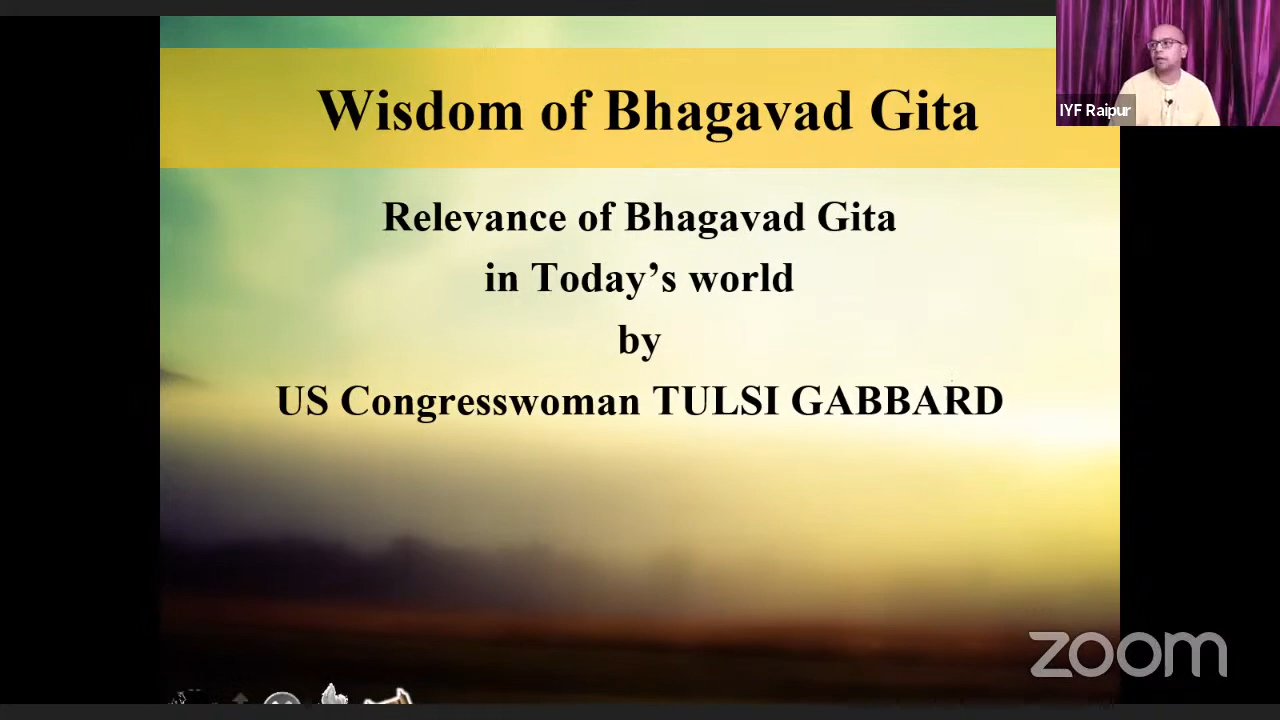 Wisdom of Bhagavad Gita
IYF Raipur
Relevance of Bhagavad Gita
in Today’s world
by
US Congresswoman TULSI GABBARD
zoom